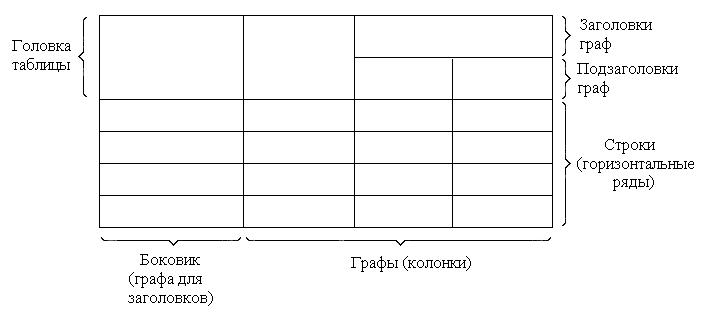 Головка
таблицы
Заголовки
граф
Подзаголовки
граф
Строки
(горизонтальные
ряды)
Боковик
(графа для
заголовков)
Графы (колонки)